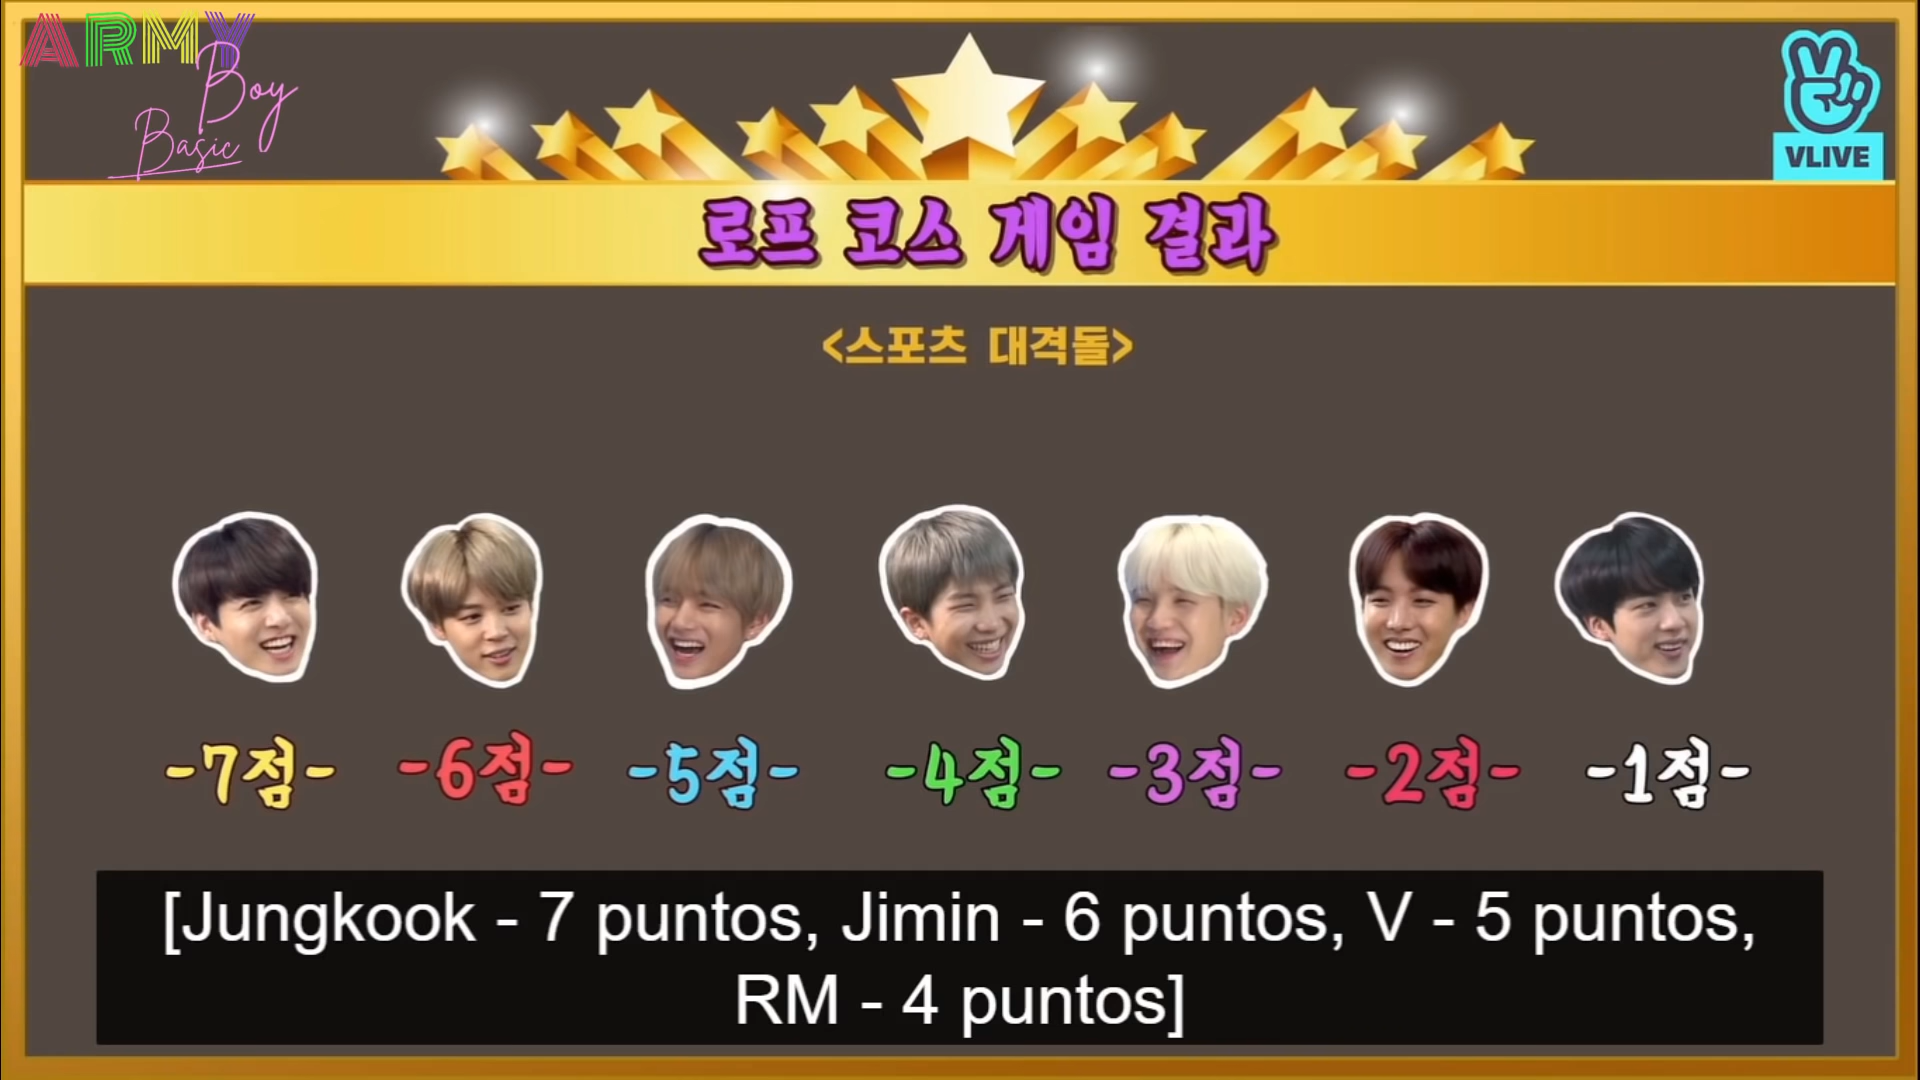 ARMY
Boy
Basic
VLIVE
로프 코스 게임 결과
<스포츠 대격돌>
-7점- -6점- -5점- -4점- -3점- -2점- -1점-
[Jungkook - 7 puntos, Jimin - 6 puntos, V - 5 puntos,
RM - 4 puntos]